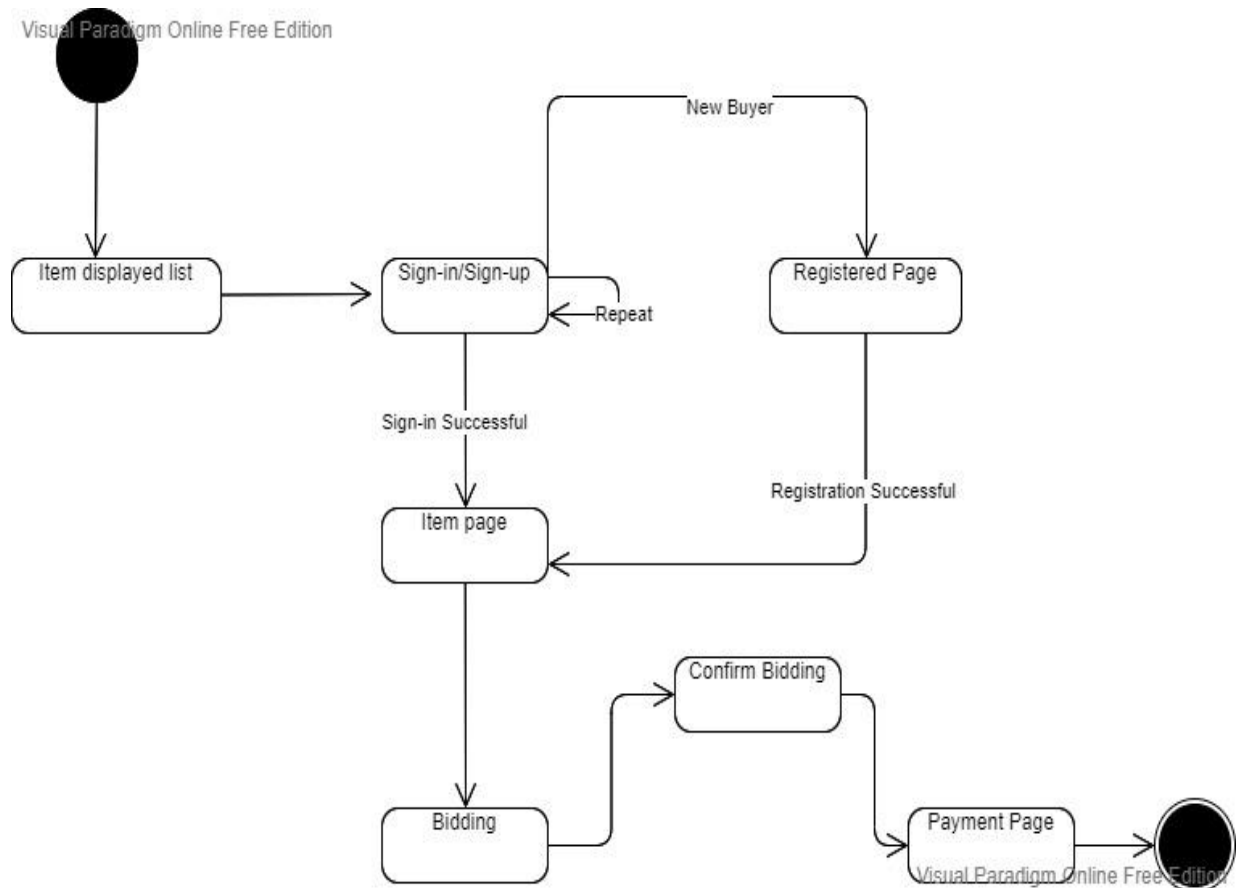 Visual Paradigm Online Free Edition
New Buyer
Item displayed list
Sign-in/Sign-up
Registered Page
Repeat
Sign-in Successful
Registration Successful
Item page
Confirm Bidding
Bidding
Payment Page
Visual Paradigm Online Free Edition